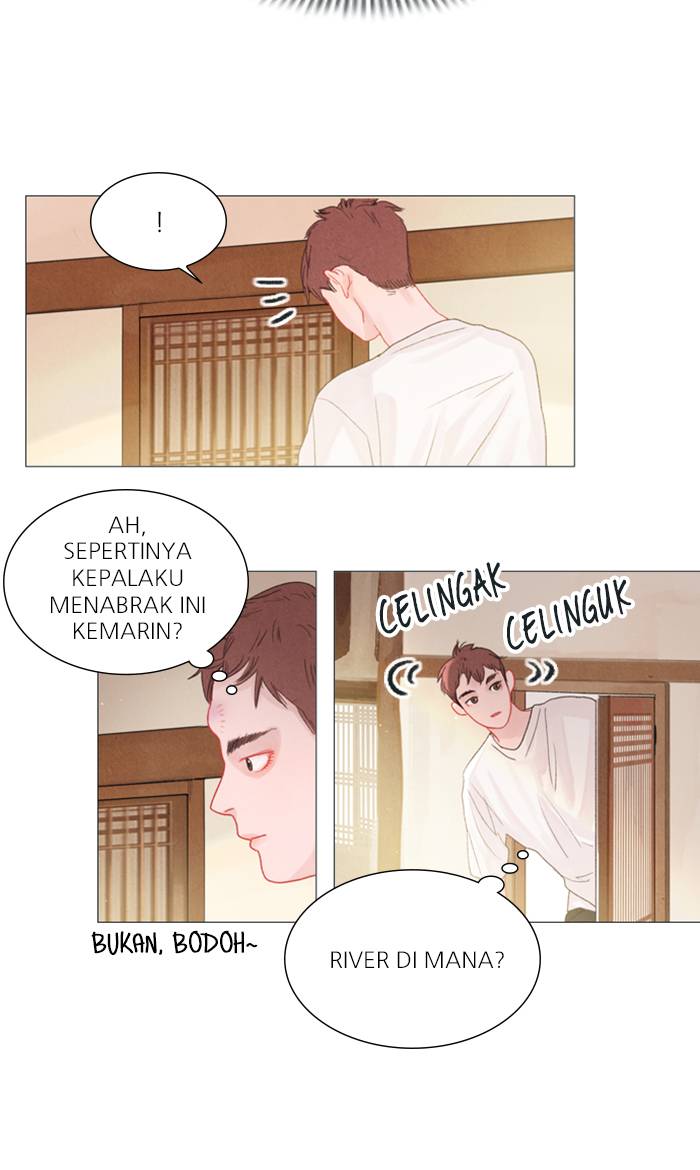 !
AH,
SEPERTINYA
KEPALAKU
MENABRAK INI
KEMARIN?
CELINGAK
CELINGUK
BUKAN, BODOH~
RIVER DI MANA?